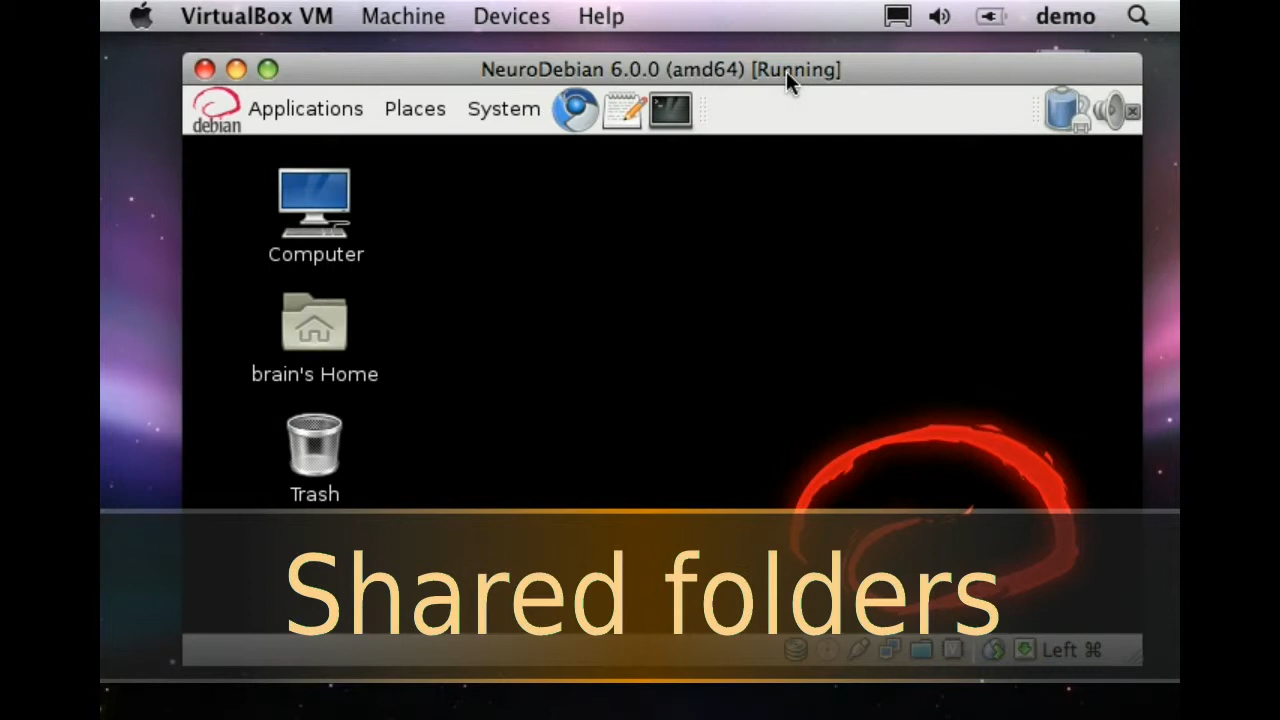 VirtualBox VM Machine Devices Help demo
NeuroDebian 6.0.0 (amd64) [Running]
debian Applications Places System
Computer
brain's Home
Trash
Shared folders
Left ⌘